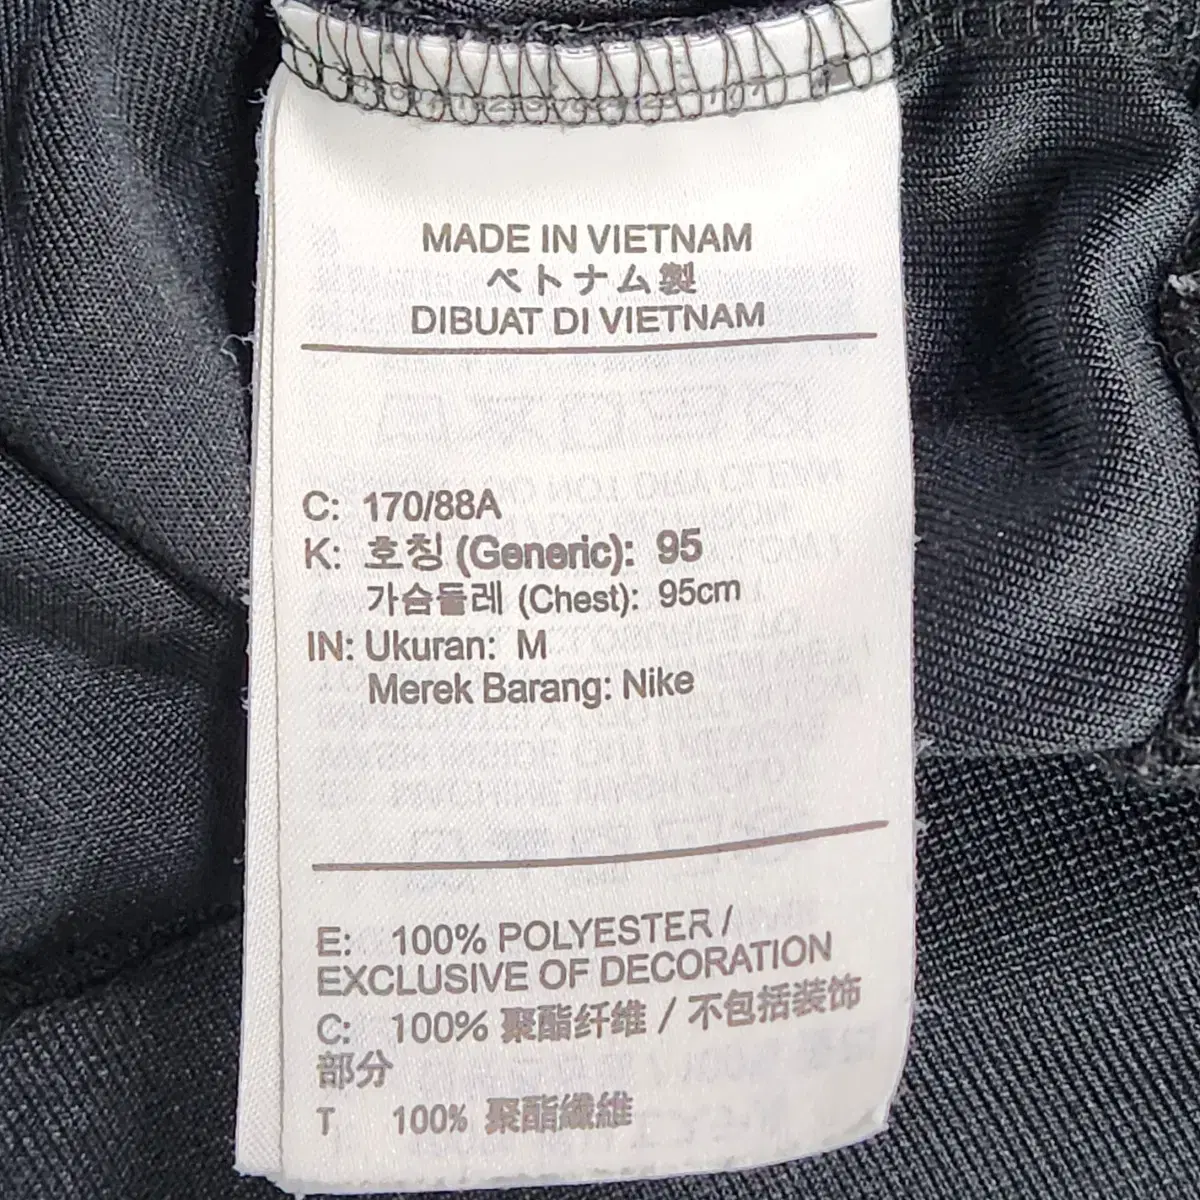 MADE IN VIETNAM
ベトナム製
DIBUAT DI VIETNAM
C: 170/88A
K: 호칭 (Generic): 95
가슴둘레 (Chest): 95cm
IN: Ukuran: M
Merek Barang: Nike
E: 100% POLYESTER /
EXCLUSIVE OF DECORATION
C: 100% 聚酯纤维 / 不包括装饰
部分
T 100% 聚酯纖維